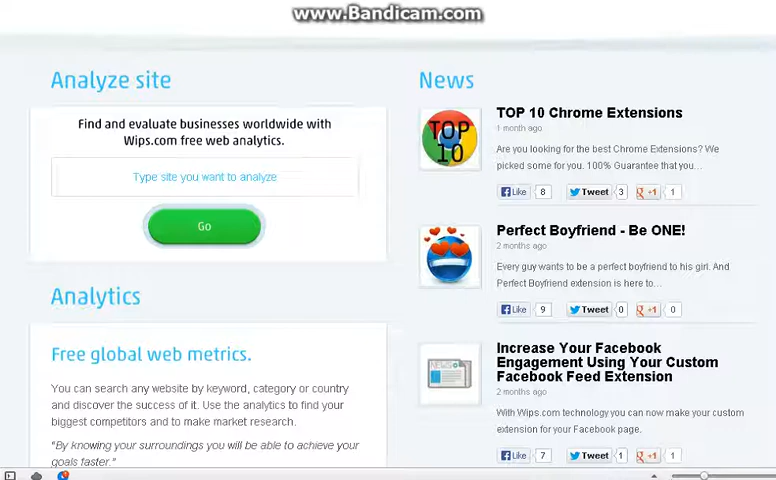 www.Bandicam.com
Analyze site
Find and evaluate businesses worldwide with
Wips.com free web analytics.
Type site you want to analyze
Go
Analytics
Free global web metrics.
You can search any website by keyword, category or country
and discover the success of it. Use the analytics to find your
biggest competitors and to make market research.
"By knowing your surroundings you will be able to achieve your
goals faster."
News
TOP
10
TOP 10 Chrome Extensions
1 month ago
Are you looking for the best Chrome Extensions? We
picked some for you. 100% Guarantee that you...
Like 8 Tweet 3 +1 1
Perfect Boyfriend - Be ONE!
2 months ago
Every guy wants to be a perfect boyfriend to his girl. And
Perfect Boyfriend extension is here to...
Like 9 Tweet 0 +1 0
NEWS
Increase Your Facebook
Engagement Using Your Custom
Facebook Feed Extension
2 months ago
With Wips.com technology you can now make your custom
extension for your Facebook page.
Like 7 Tweet 1 +1 1